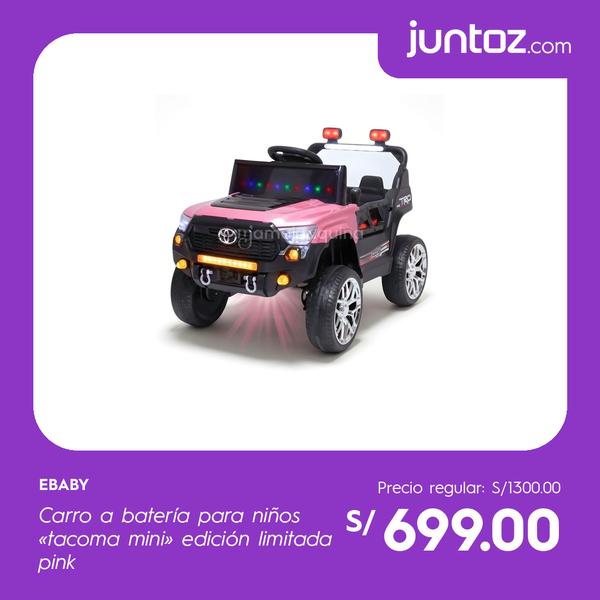 juntoz.com
EBABY
Carro a batería para niños
«tacoma mini» edición limitada
pink
Precio regular: S/1300.00
S/ 699.00